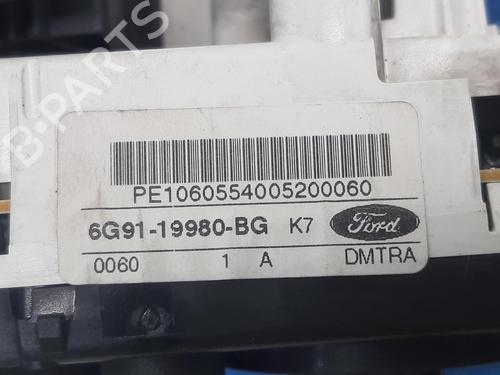 B-PARTS
PE1060554005200060
6G91-19980-BG K7 Ford
0060 1 A DMTRA